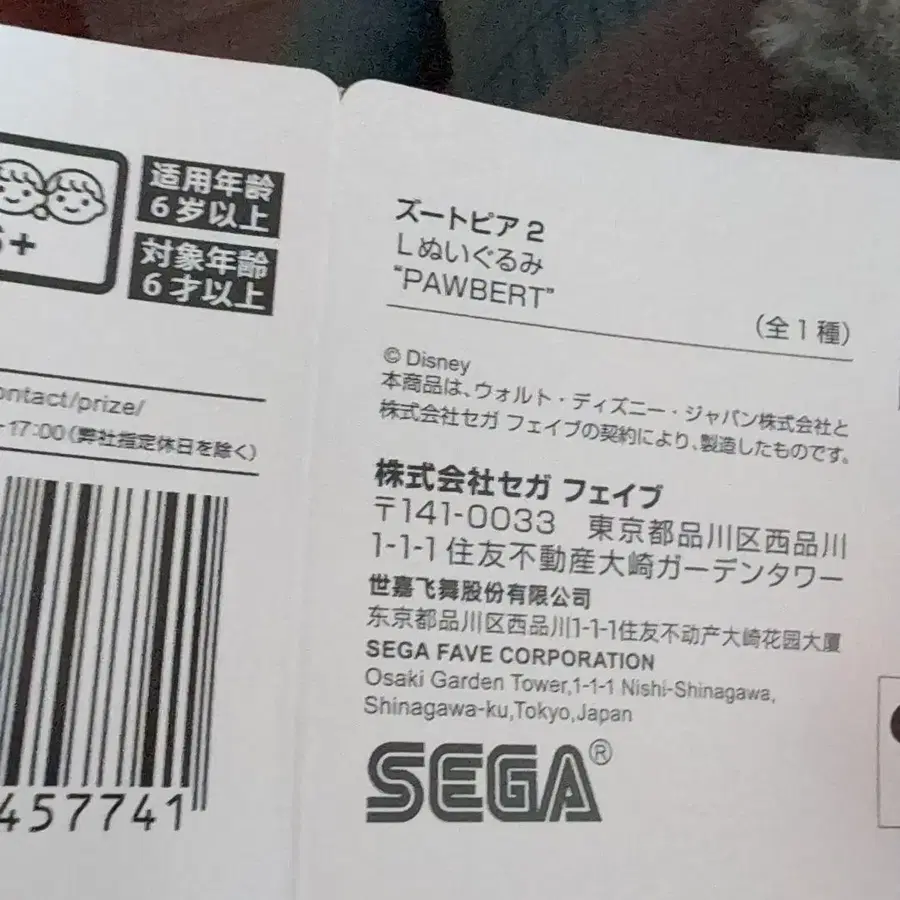 适用年龄
6岁以上
対象年齢
6才以上
6+
ontact/prize/
-17:00(弊社指定休日を除く)
457741
ズートピア2
Lぬいぐるみ
“PAWBERT”
(全1種)
© Disney
本商品は、ウォルト・ディズニー・ジャパン株式会社と
株式会社セガ フェイブの契約により、製造したものです。
株式会社セガ フェイブ
〒141-0033 東京都品川区西品川
1-1-1住友不動産大崎ガーデンタワー
世嘉飞舞股份有限公司
东京都品川区西品川1-1-1住友不动产大崎花园大厦
SEGA FAVE CORPORATION
Osaki Garden Tower,1-1-1 Nishi-Shinagawa,
Shinagawa-ku,Tokyo,Japan
SEGA®